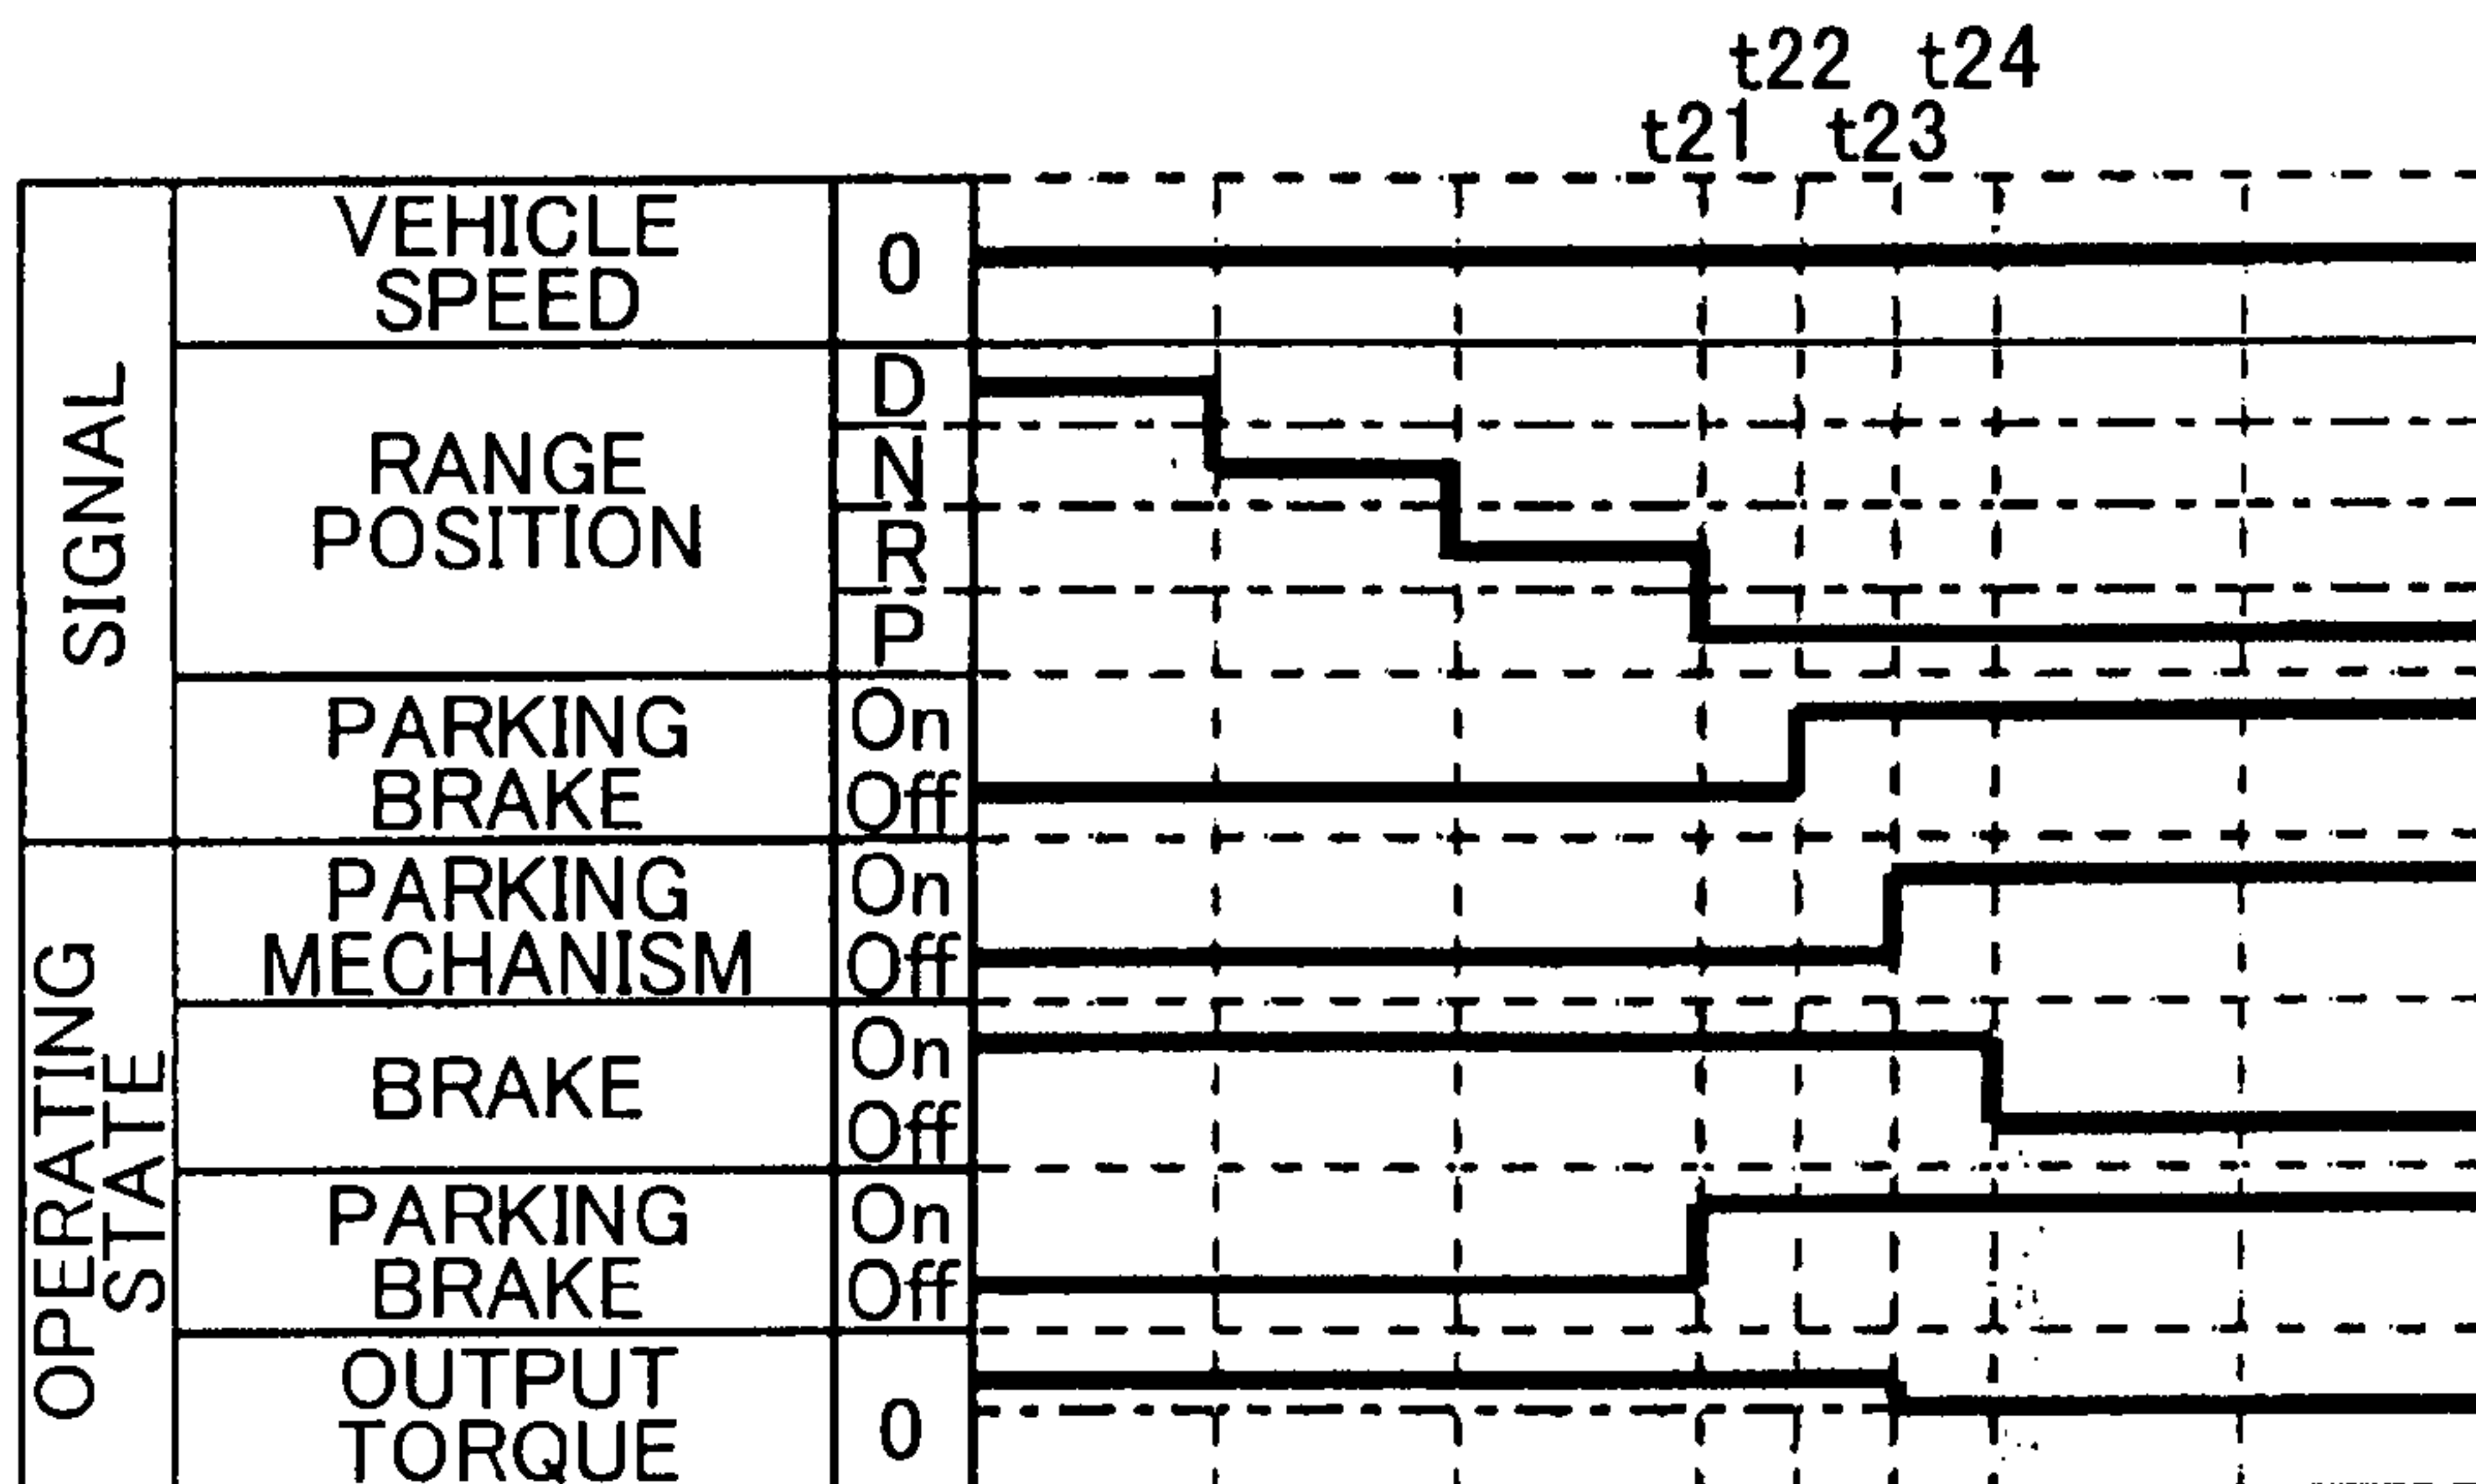 t22 t24
t21 t23
SIGNAL
VEHICLE
SPEED
0
RANGE
POSITION
D
N
R
P
PARKING
BRAKE
On
Off
OPERATING
STATE
PARKING
MECHANISM
On
Off
BRAKE
On
Off
PARKING
BRAKE
On
Off
OUTPUT
TORQUE
0